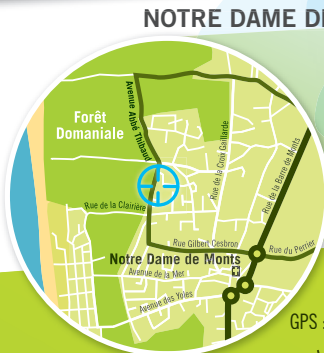 NOTRE DAME DE
Avenue Abbé Thibaud
Forêt
Domaniale
Rue de la Croix Gaillarde
Rue de la Barre de Monts
Rue de la Clairière
Rue Gilbert Cesbron
Rue du Perrier
Notre Dame de Monts
Avenue de la Mer
Avenue des Yoles
GPS :